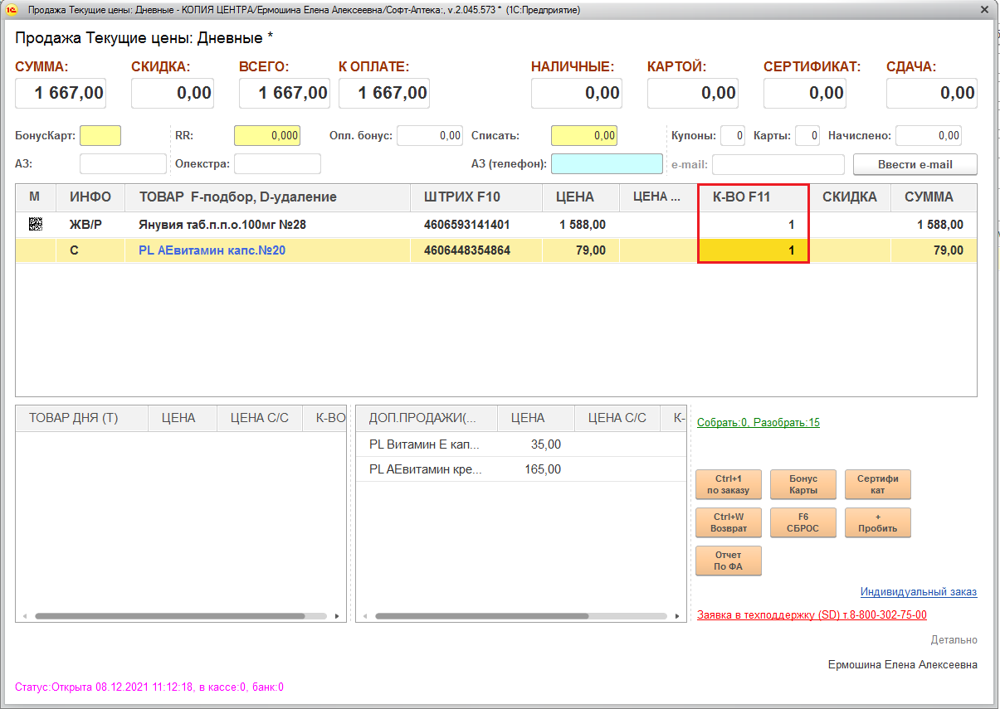 Продажа Текущие цены: Дневные - КОПИЯ ЦЕНТРА/Ермошина Елена Алексеевна/Софт-Аптека:, v.2.045.573 * (1С:Предприятие)
Продажа Текущие цены: Дневные *
СУММА: СКИДКА: ВСЕГО: К ОПЛАТЕ: НАЛИЧНЫЕ: КАРТОЙ: СЕРТИФИКАТ: СДАЧА:
1 667,00 0,00 1 667,00 1 667,00 0,00 0,00 0,00 0,00
БонусКарт: RR: 0,000 Опл. бонус: 0,00 Списать: 0,00 Купоны: 0 Карты: 0 Начислено: 0,00
АЗ: Олекстра: АЗ (телефон): e-mail: Ввести e-mail
М ИНФО ТОВАР F-подбор, D-удаление ШТРИХ F10 ЦЕНА ЦЕНА ... К-ВО F11 СКИДКА СУММА
ЖВ/Р Янувия таб.п.п.о.100мг №28 4606593141401 1 588,00 1 1 588,00
С PL АЕвитамин капс.№20 4606448354864 79,00 1 79,00
ТОВАР ДНЯ (Т) ЦЕНА ЦЕНА С/С К-ВО
ДОП.ПРОДАЖИ(... ЦЕНА ЦЕНА С/С К-
PL Витамин Е кап... 35,00
PL АЕвитамин кре... 165,00
Собрать:0, Разобрать:15
Ctrl+1 Бонус Сертифи
по заказу Карты кат
Ctrl+W F6 +
Возврат СБРОС Пробить
Отчет
По ФА
Индивидуальный заказ
Заявка в техподдержку (SD) т.8-800-302-75-00
Детально
Ермошина Елена Алексеевна
Статус:Открыта 08.12.2021 11:12:18, в кассе:0, банк:0